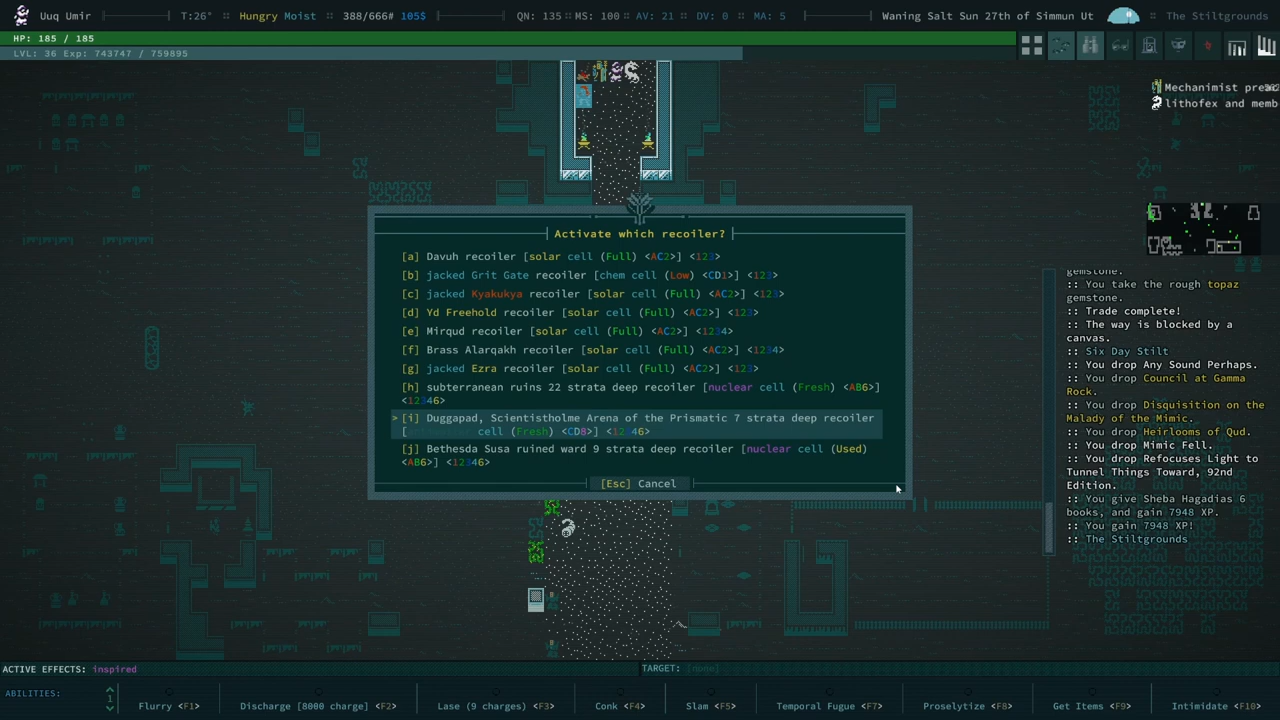 Uuq Umir T:26° Hungry Moist 388/666# 105$ QN: 135 MS: 100 AV: 21 DV: 0 MA: 5 Waning Salt Sun 27th of Simmun Ut The Stiltgrounds
HP: 185 / 185
LVL: 36 Exp: 743747 / 759895
Mechanimist
lithofex and memb
Activate which recoiler?
[a] Davuh recoiler [solar cell (Full) <AC2>] <123>
[b] jacked Grit Gate recoiler [chem cell (Low) <CD1>] <123>
[c] jacked Kyakukya recoiler [solar cell (Full) <AC2>] <123>
[d] Yd Freehold recoiler [solar cell (Full) <AC2>] <123>
[e] Mirqud recoiler [solar cell (Full) <AC2>] <1234>
[f] Brass Alarqakh recoiler [solar cell (Full) <AC2>] <1234>
[g] jacked Ezra recoiler [solar cell (Full) <AC2>] <123>
[h] subterranean ruins 22 strata deep recoiler [nuclear cell (Fresh) <AB6>]
<12346>
> [i] Duggapad, Scientistholme Arena of the Prismatic 7 strata deep recoiler
[ cell (Fresh) <CD8>] <12346>
[j] Bethesda Susa ruined ward 9 strata deep recoiler [nuclear cell (Used)
<AB6>] <12346>
[Esc] Cancel
gemstone.
:: You take the rough topaz
gemstone.
:: Trade complete!
:: The way is blocked by a
canvas.
:: Six Day Stilt
:: You drop Any Sound Perhaps.
:: You drop Council at Gamma
Rock.
:: You drop Disquisition on the
Malady of the Mimic.
:: You drop Heirlooms of Qud.
:: You drop Mimic Fell.
:: You drop Refocuses Light to
Tunnel Things Toward, 92nd
Edition.
:: You give Sheba Hagadias 6
books, and gain 7948 XP.
:: You gain 7948 XP!
:: The Stiltgrounds
ACTIVE EFFECTS: inspired TARGET: [none]
ABILITIES: 1 Flurry <F1> Discharge [8000 charge] <F2> Lase (9 charges) <F3> Conk <F4> Slam <F5> Temporal Fugue <F7> Proselytize <F8> Get Items <F9> Intimidate <F10>